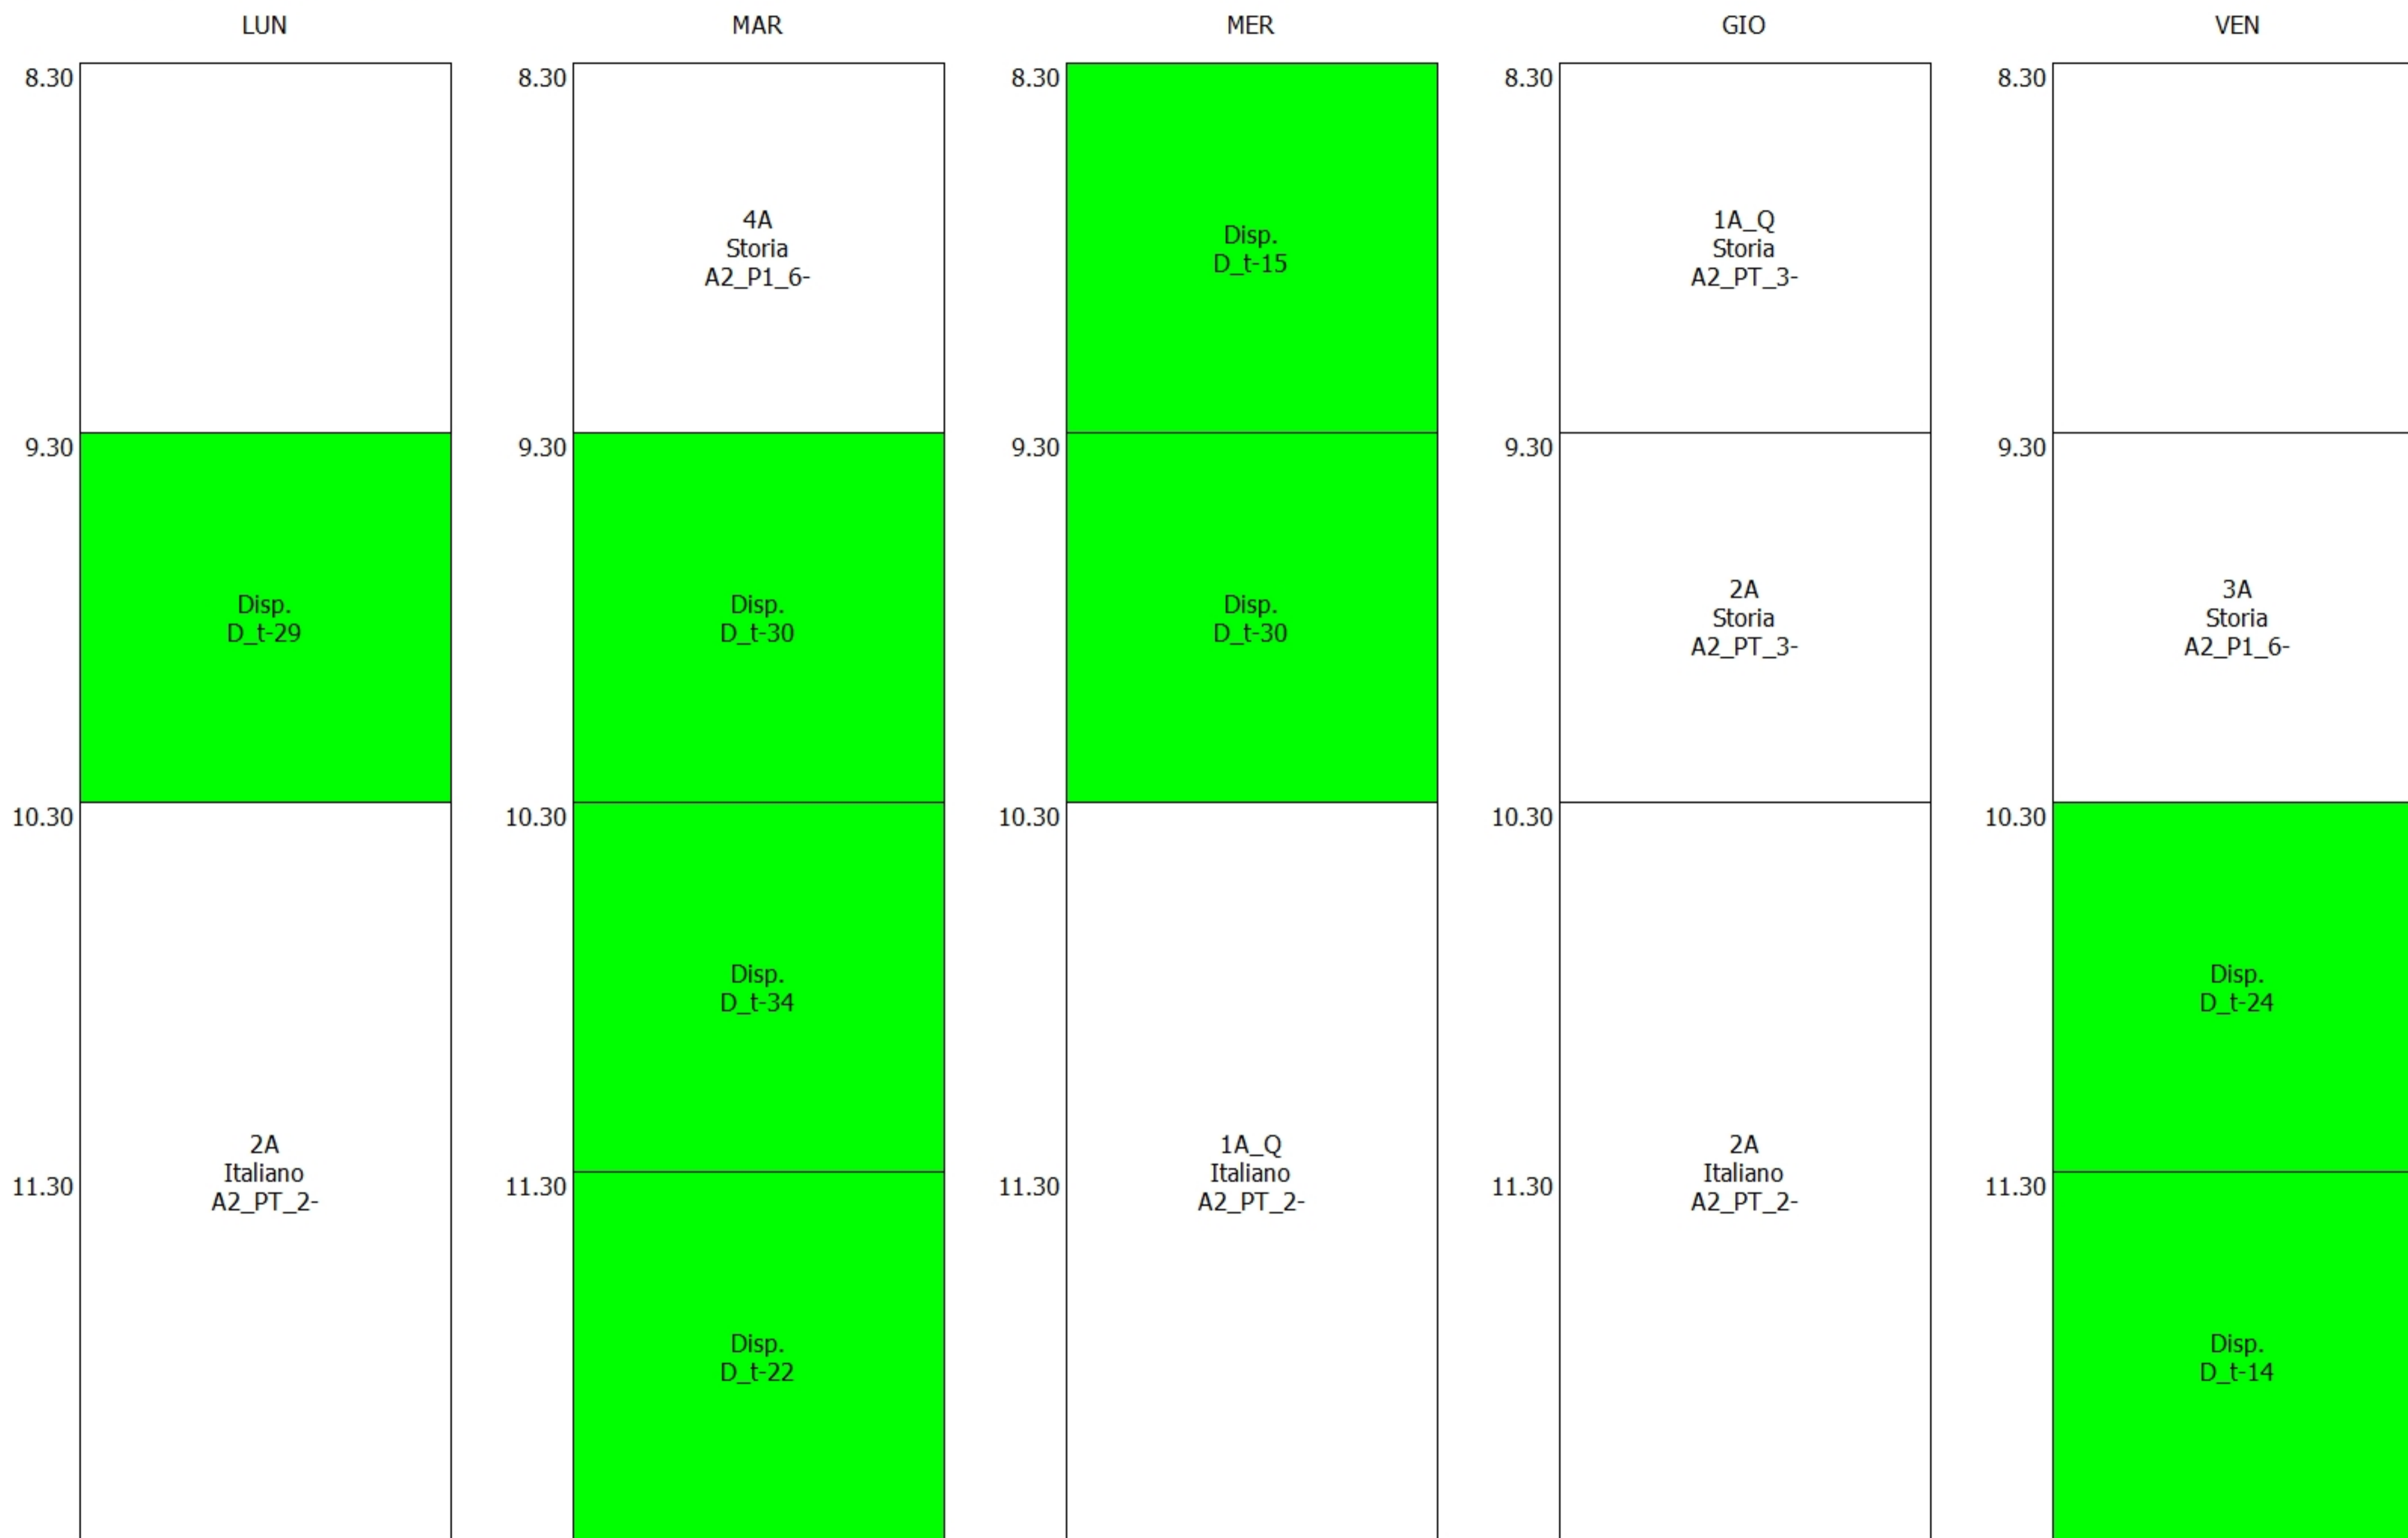 LUN
8.30
9.30
Disp.
D_t-29
10.30
2A
Italiano
A2_PT_2-
11.30
MAR
8.30
4A
Storia
A2_P1_6-
9.30
Disp.
D_t-30
10.30
Disp.
D_t-34
11.30
Disp.
D_t-22
MER
8.30
Disp.
D_t-15
9.30
Disp.
D_t-30
10.30
1A_Q
Italiano
A2_PT_2-
11.30
GIO
8.30
1A_Q
Storia
A2_PT_3-
9.30
2A
Storia
A2_PT_3-
10.30
2A
Italiano
A2_PT_2-
11.30
VEN
8.30
9.30
3A
Storia
A2_P1_6-
10.30
Disp.
D_t-24
11.30
Disp.
D_t-14